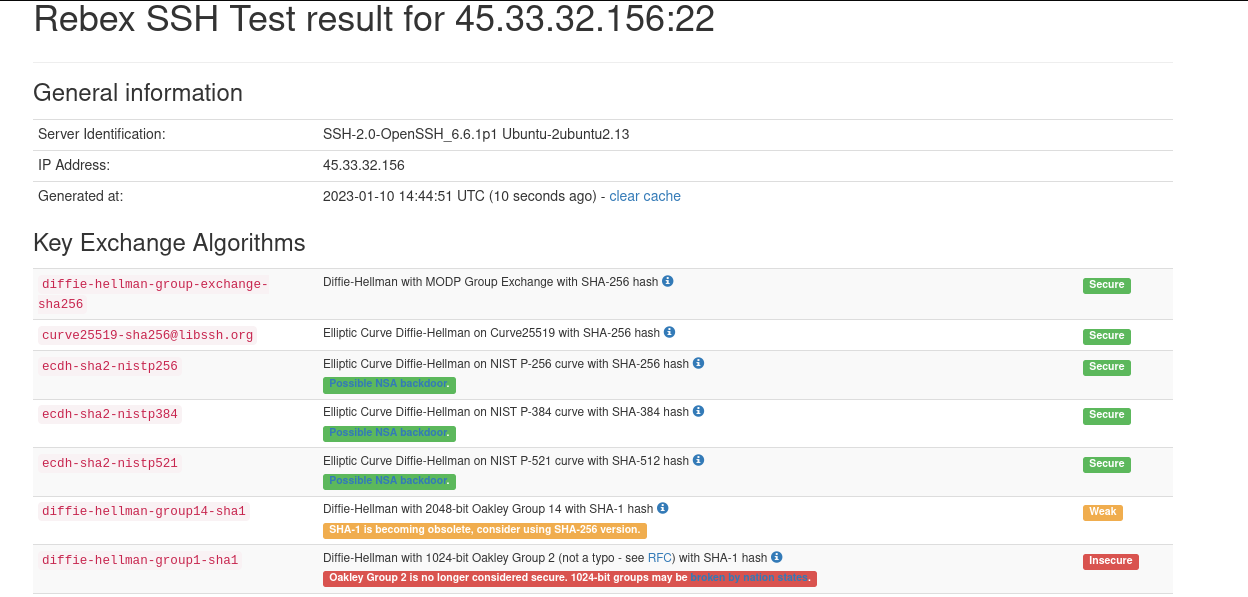 Rebex SSH Test result for 45.33.32.156:22
General information
Server Identification: SSH-2.0-OpenSSH_6.6.1p1 Ubuntu-2ubuntu2.13
IP Address: 45.33.32.156
Generated at: 2023-01-10 14:44:51 UTC (10 seconds ago) - clear cache
Key Exchange Algorithms
diffie-hellman-group-exchange- Diffie-Hellman with MODP Group Exchange with SHA-256 hash Secure
sha256
curve25519-sha256@libssh.org Elliptic Curve Diffie-Hellman on Curve25519 with SHA-256 hash Secure
ecdh-sha2-nistp256 Elliptic Curve Diffie-Hellman on NIST P-256 curve with SHA-256 hash Secure
Possible NSA backdoor.
ecdh-sha2-nistp384 Elliptic Curve Diffie-Hellman on NIST P-384 curve with SHA-384 hash Secure
Possible NSA backdoor.
ecdh-sha2-nistp521 Elliptic Curve Diffie-Hellman on NIST P-521 curve with SHA-512 hash Secure
Possible NSA backdoor.
diffie-hellman-group14-sha1 Diffie-Hellman with 2048-bit Oakley Group 14 with SHA-1 hash Weak
SHA-1 is becoming obsolete, consider using SHA-256 version.
diffie-hellman-group1-sha1 Diffie-Hellman with 1024-bit Oakley Group 2 (not a typo - see RFC) with SHA-1 hash Insecure
Oakley Group 2 is no longer considered secure. 1024-bit groups may be broken by nation states.